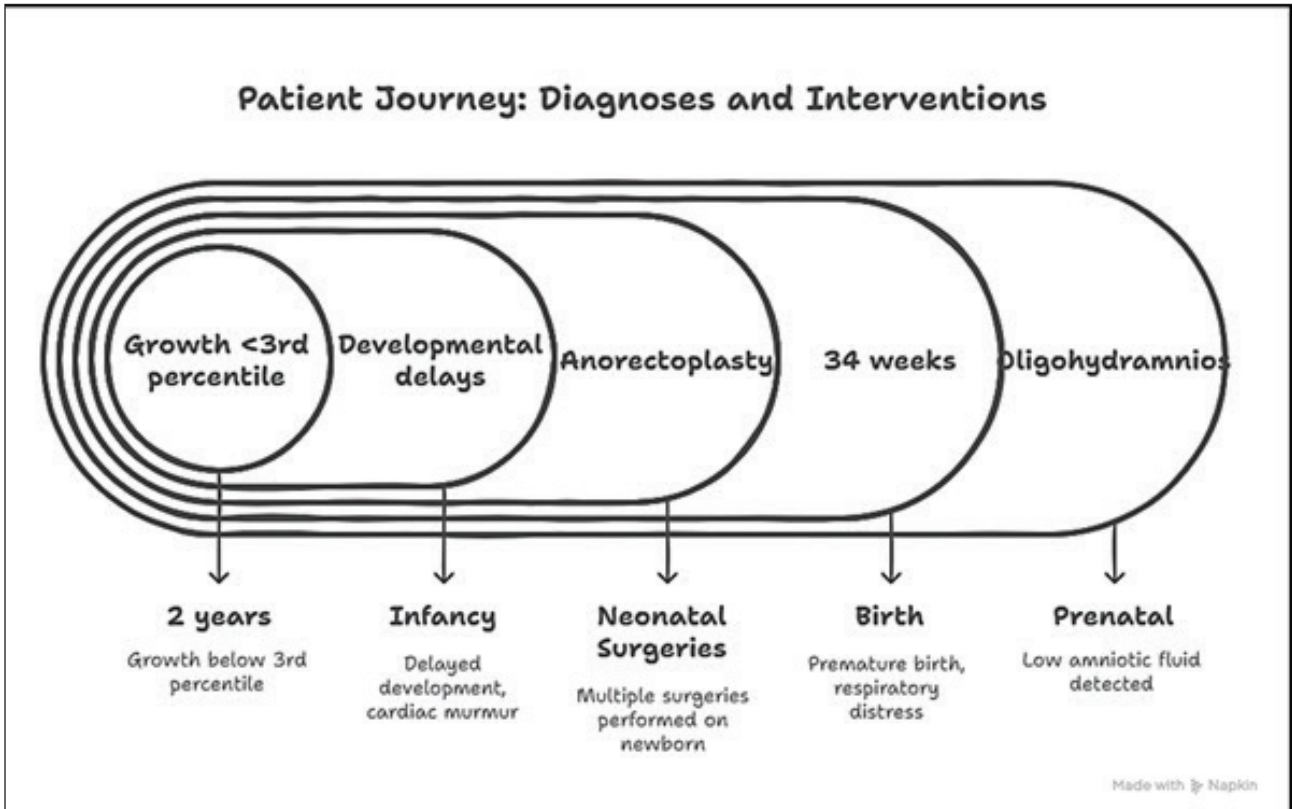 Patient Journey: Diagnoses and Interventions
Growth <3rd
percentile
Developmental
delays
Anorectoplasty
34 weeks
Oligohydramnios
2 years
Growth below 3rd
percentile
Infancy
Delayed
development,
cardiac murmur
Neonatal
Surgeries
Multiple surgeries
performed on
newborn
Birth
Premature birth,
respiratory
distress
Prenatal
Low amniotic fluid
detected
Made with Napkin